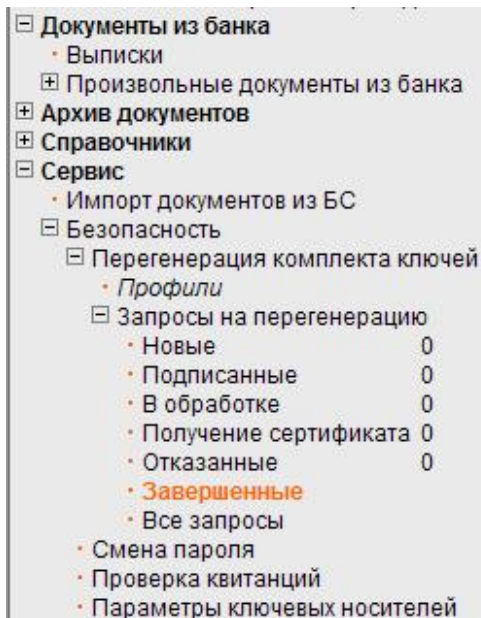 Документы из банка
Выписки
Произвольные документы из банка
Архив документов
Справочники
Сервис
Импорт документов из БС
Безопасность
Перегенерация комплекта ключей
Профили
Запросы на перегенерацию
Новые 0
Подписанные 0
В обработке 0
Получение сертификата 0
Отказанные 0
Завершенные
Все запросы
Смена пароля
Проверка квитанций
Параметры ключевых носителей